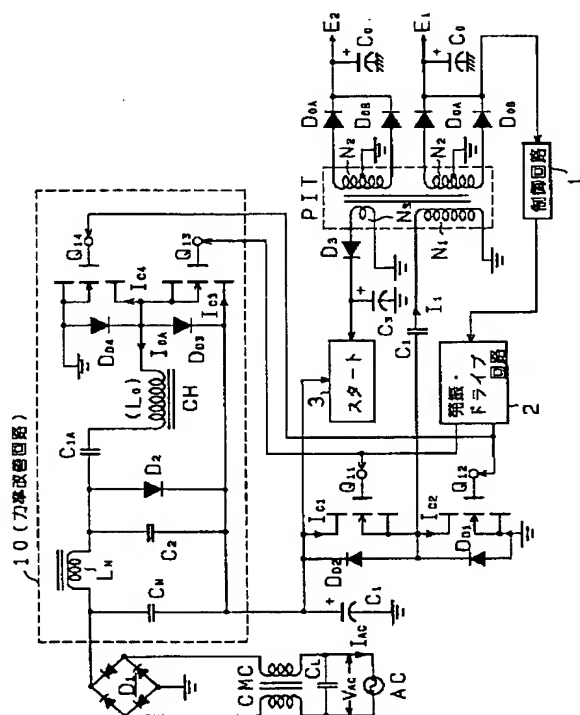 10(力率改善回路)
LN
CN
C2
D2
C1A
(L0)
CH
I0A
DD4
DD3
IC4
IC3
Q14
Q13
D1
CMC
CL
VAC
IAC
AC
Ci
+
DD2
DD1
IC1
IC2
Q11
Q12
3
スタート
C3
+
D3
C1
I1
PIT
N3
N1
N2
N2
D0A
D0B
D0A
D0B
C0
+
C0
+
E2
E1
発振・
ドライブ
回路
2
制御回路
1